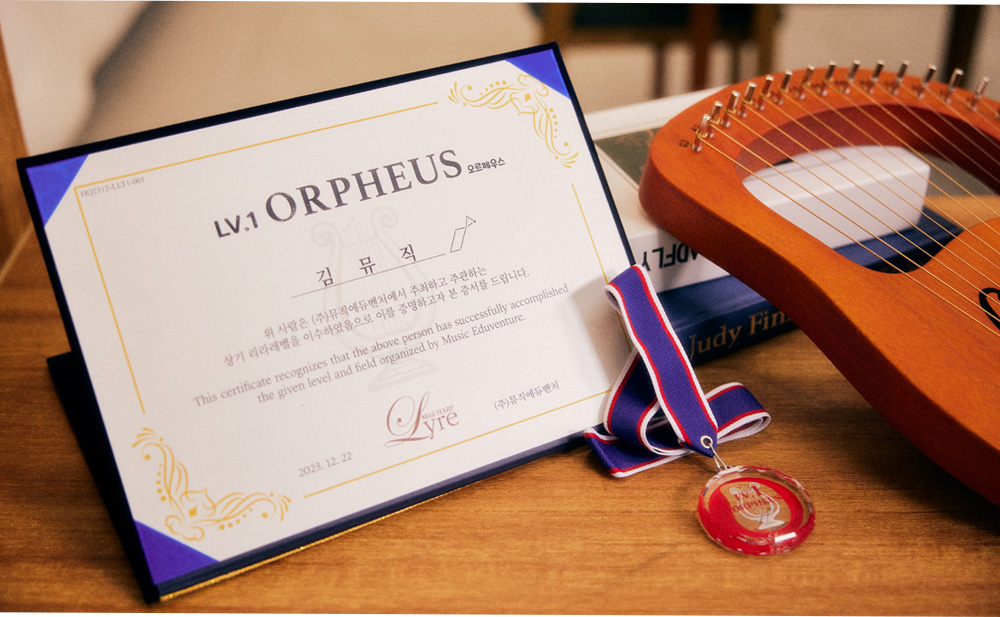 HQ2312-LLT1-001
LV.1 ORPHEUS 오르페우스
김 뮤 직
위 사람은 (주)뮤직에듀벤처에서 주최하고 주관하는
상기 리라레벨을 이수하였음으로 이를 증명하고자 본 증서를 드립니다.
This certificate recognizes that the above person has successfully accomplished
the given level and field organized by Music Eduventure.
Mini HARP
Lyre
(주)뮤직에듀벤처
2023. 12. 22
LV.1
ORPHEUS
Judy